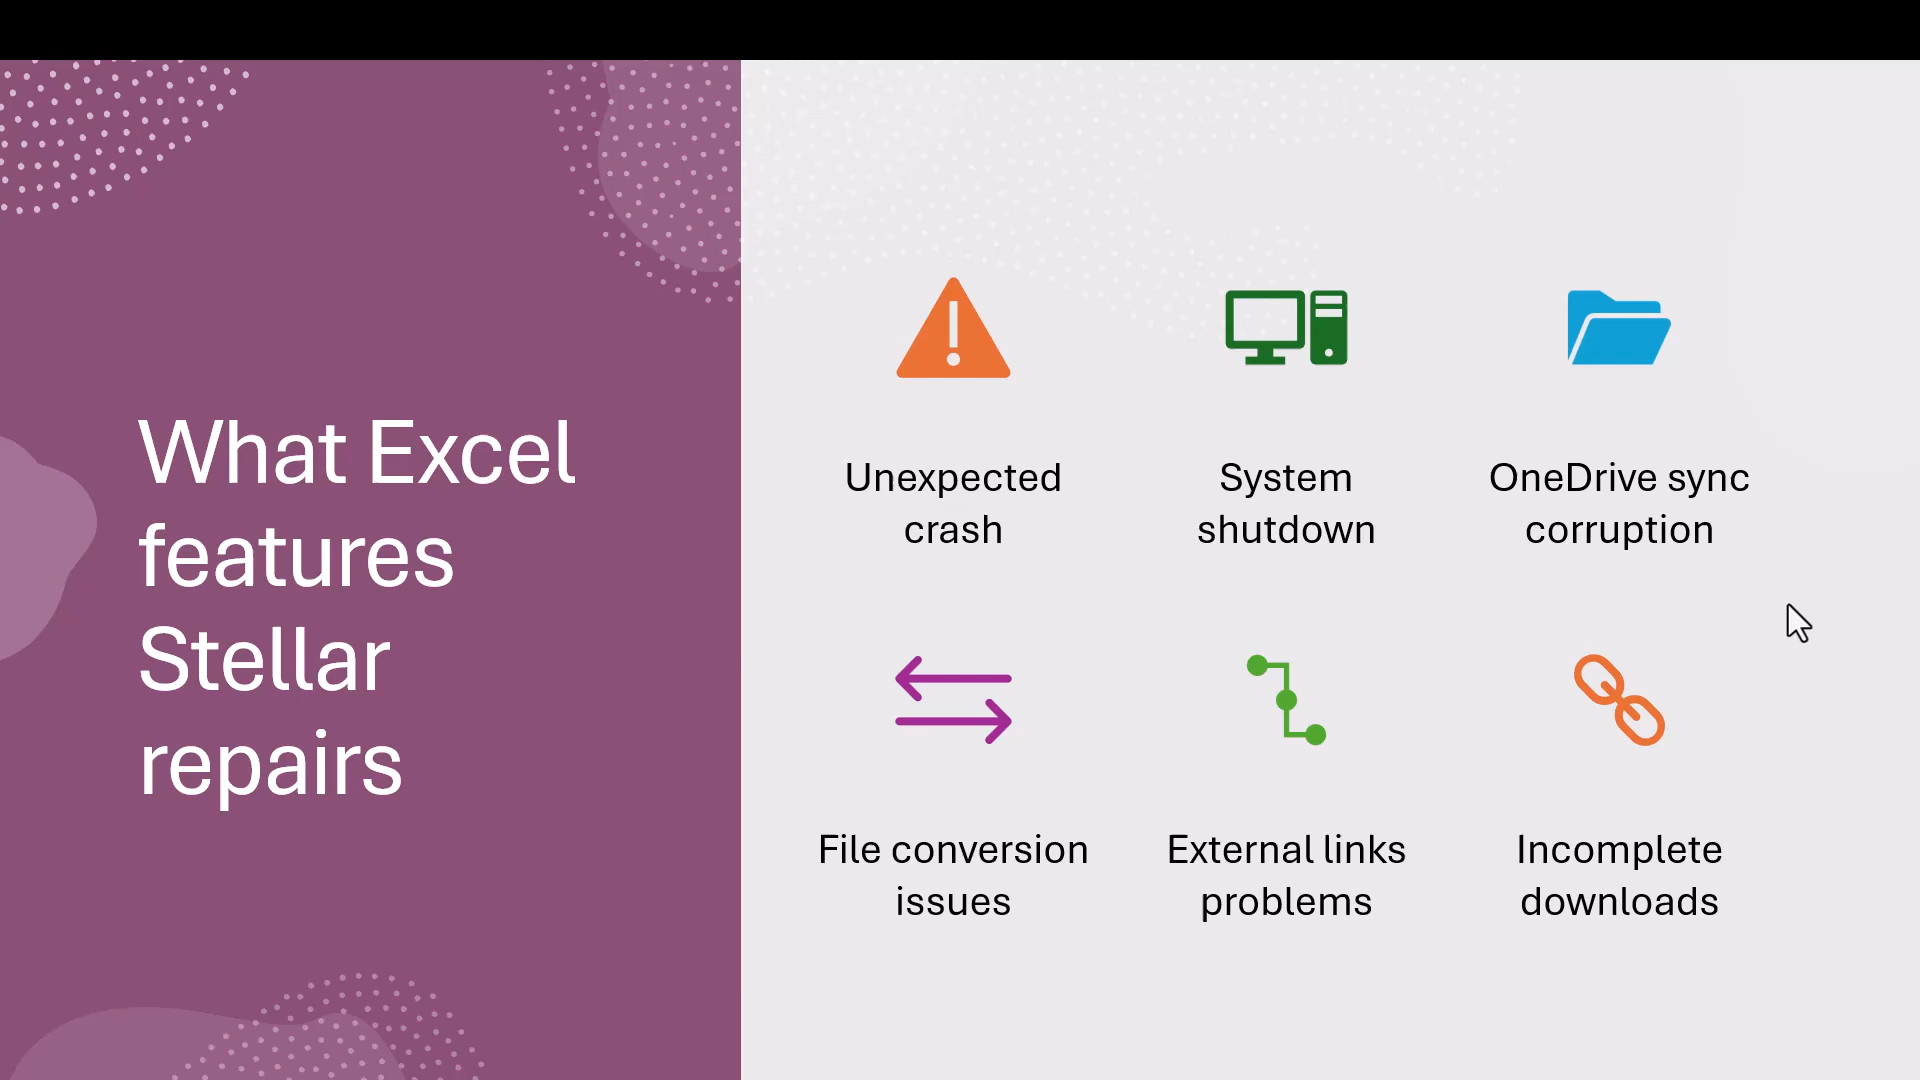 What Excel
features
Stellar
repairs
Unexpected
crash
System
shutdown
OneDrive sync
corruption
File conversion
issues
External links
problems
Incomplete
downloads